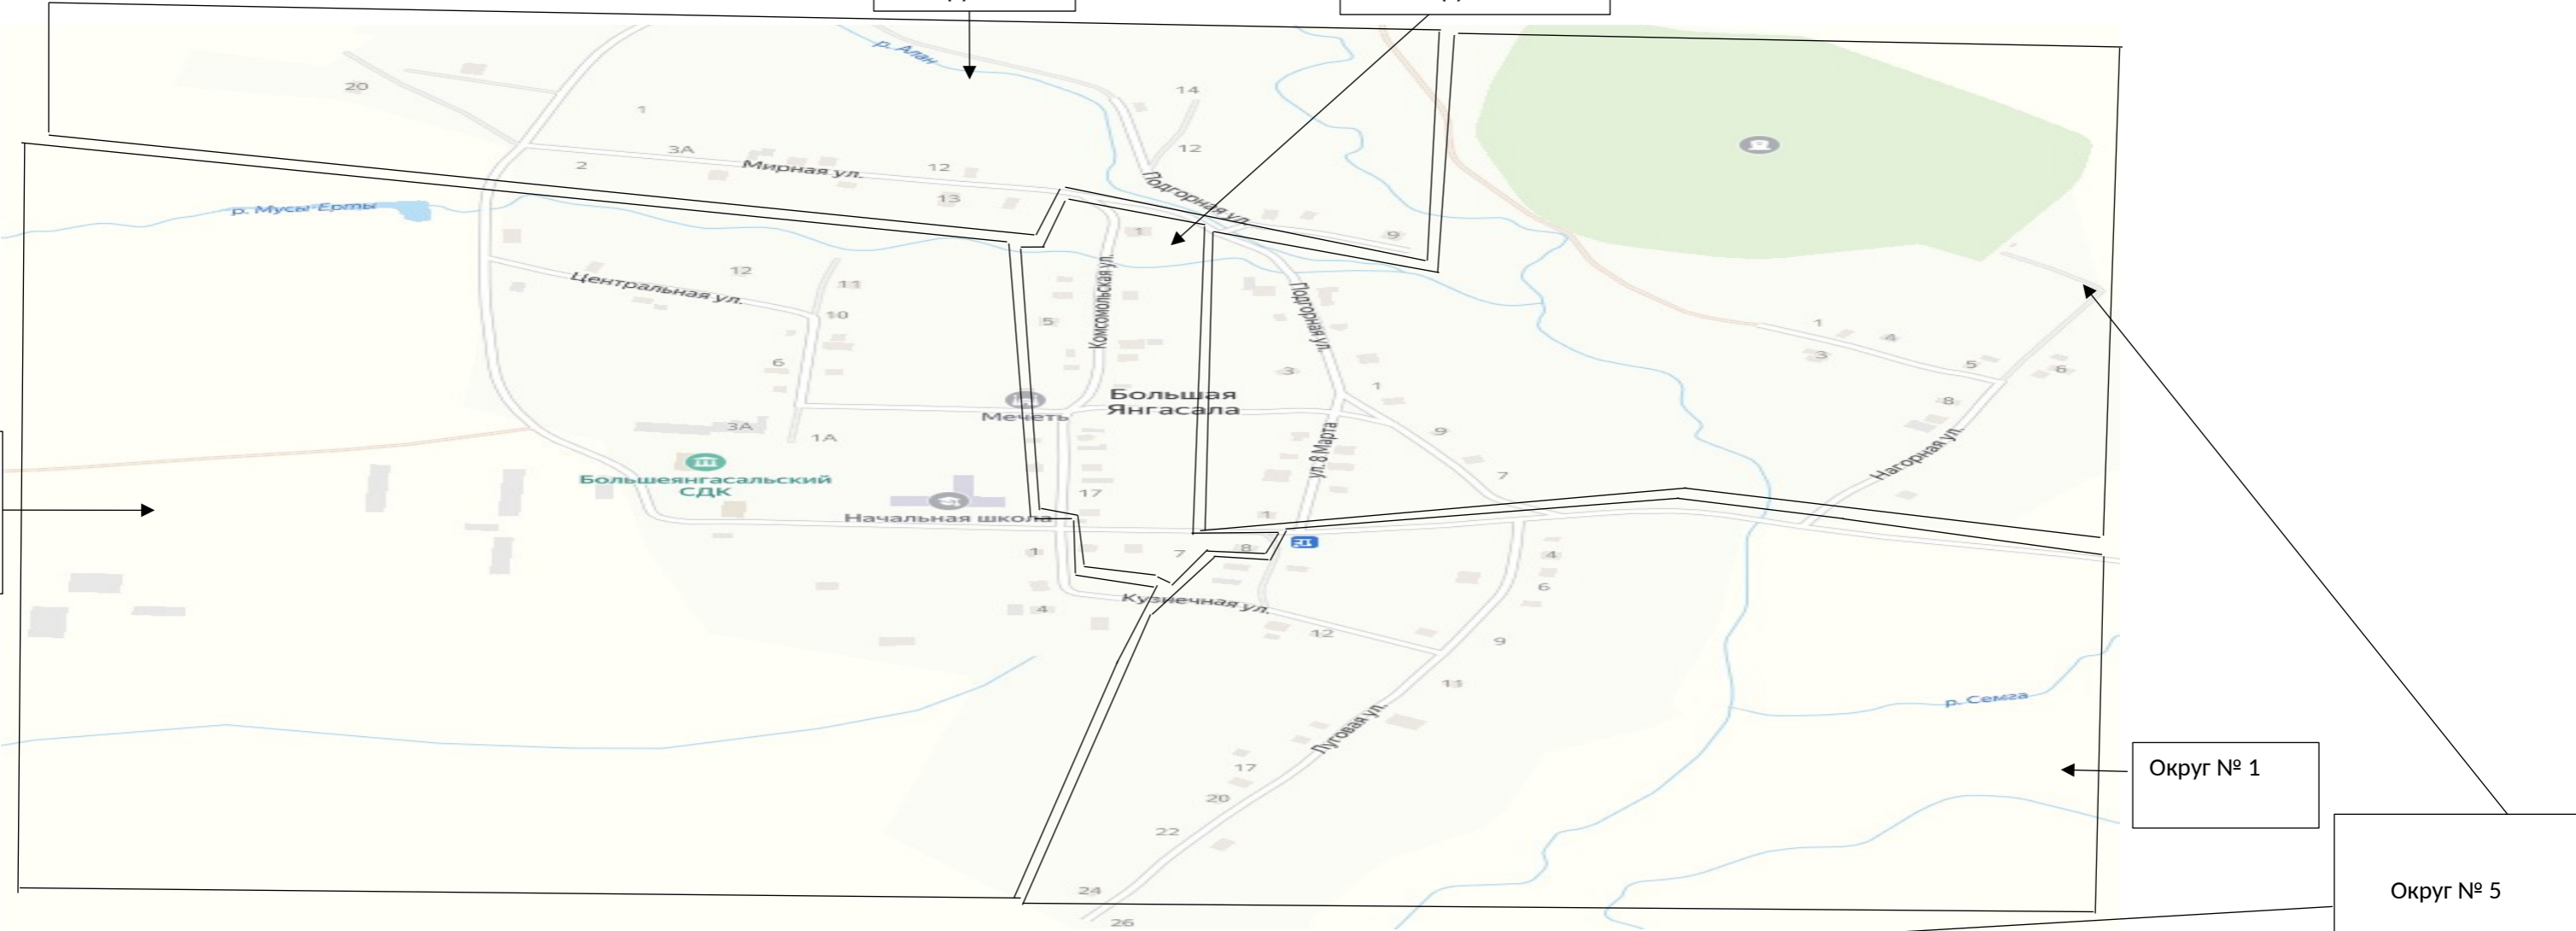 р. Алан
20
14
1
3А
2
Мирная ул.
12
12
13
Подгорная ул.
р. Мусы-Ерты
1
9
Комсомольская ул.
12
11
Центральная ул.
10
5
Подгорная ул.
1
4
3
5
6
6
3
1
8
Большая
Янгасала
Мечеть
3А
1А
9
ул. 8 Марта
7
Нагорная ул.
Большеянгасальский
СДК
17
Начальная школа
1
1
7
8
4
6
Кузнечная ул.
4
12
9
11
р. Семга
Луговая ул.
17
20
22
24
26
Округ № 1
Округ № 5